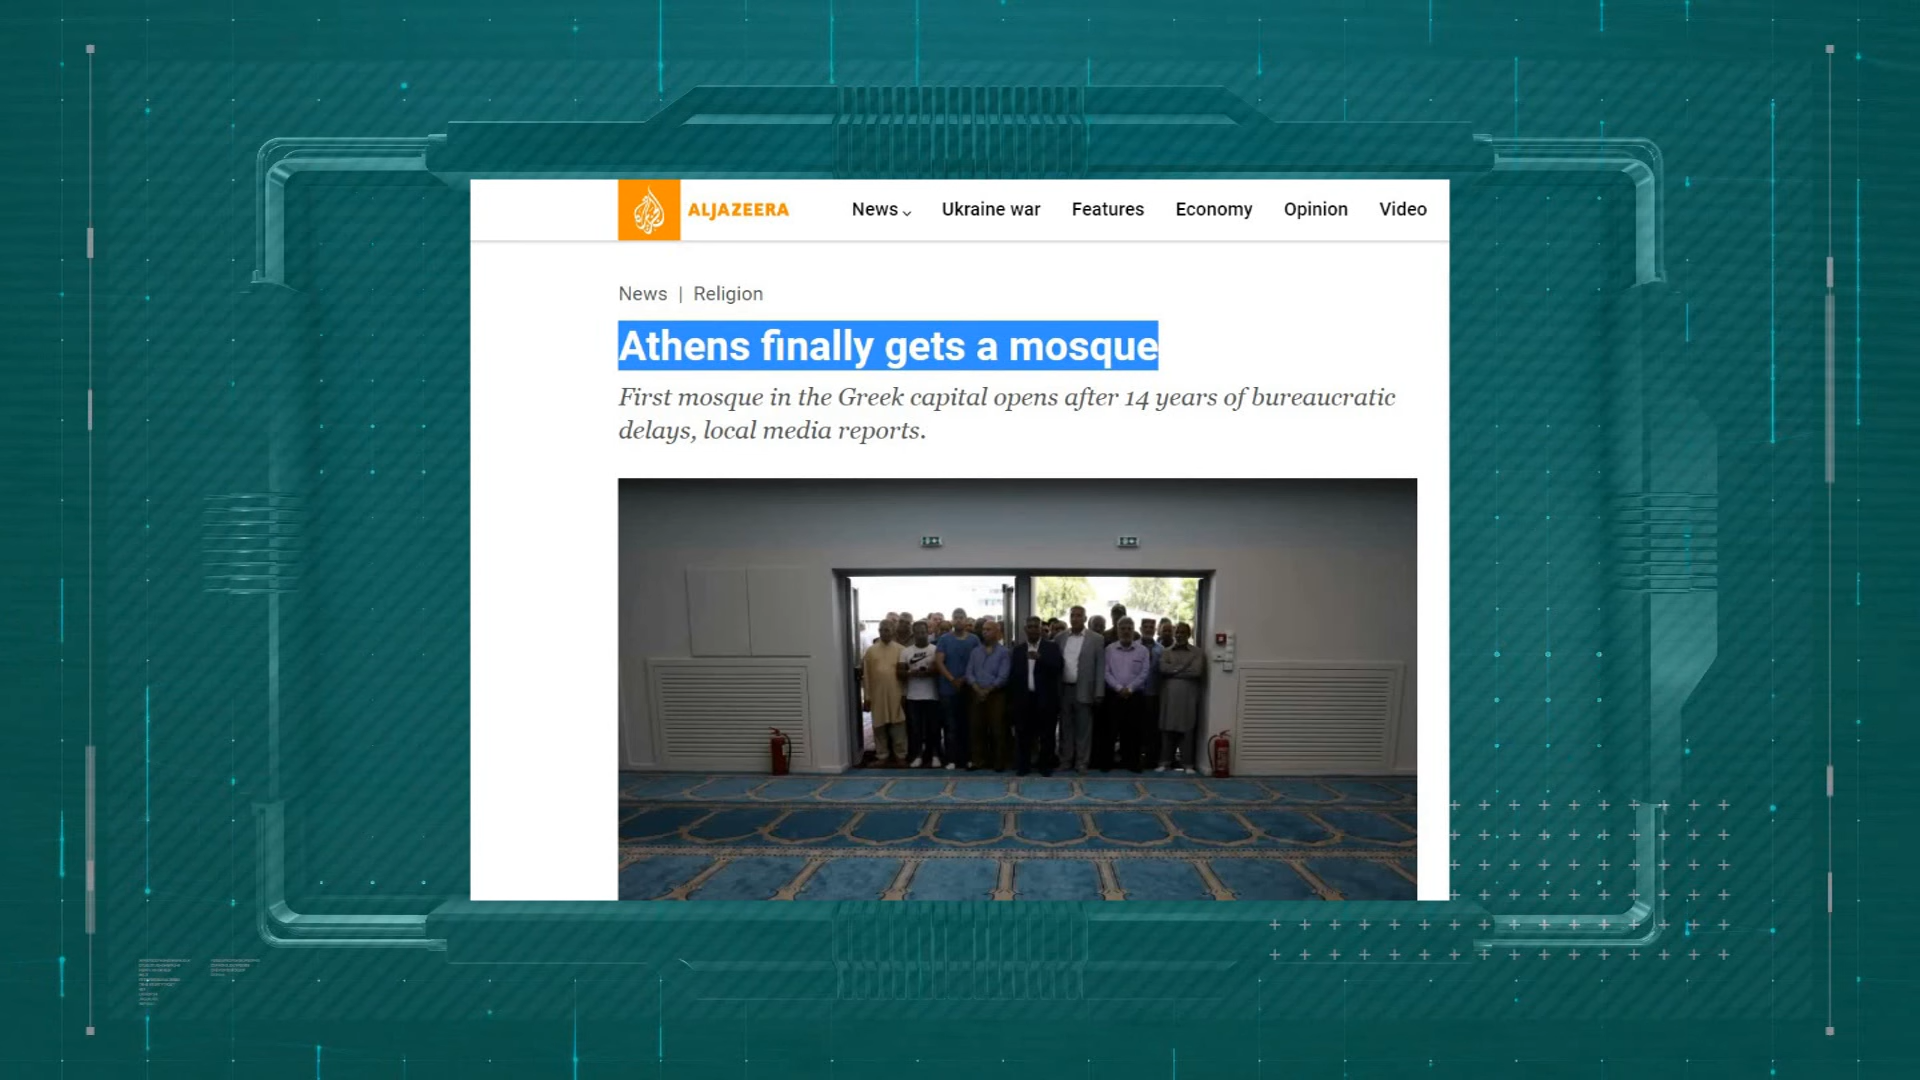 ALJAZEERA
News Ukraine war Features Economy Opinion Video
News | Religion
Athens finally gets a mosque
First mosque in the Greek capital opens after 14 years of bureaucratic
delays, local media reports.